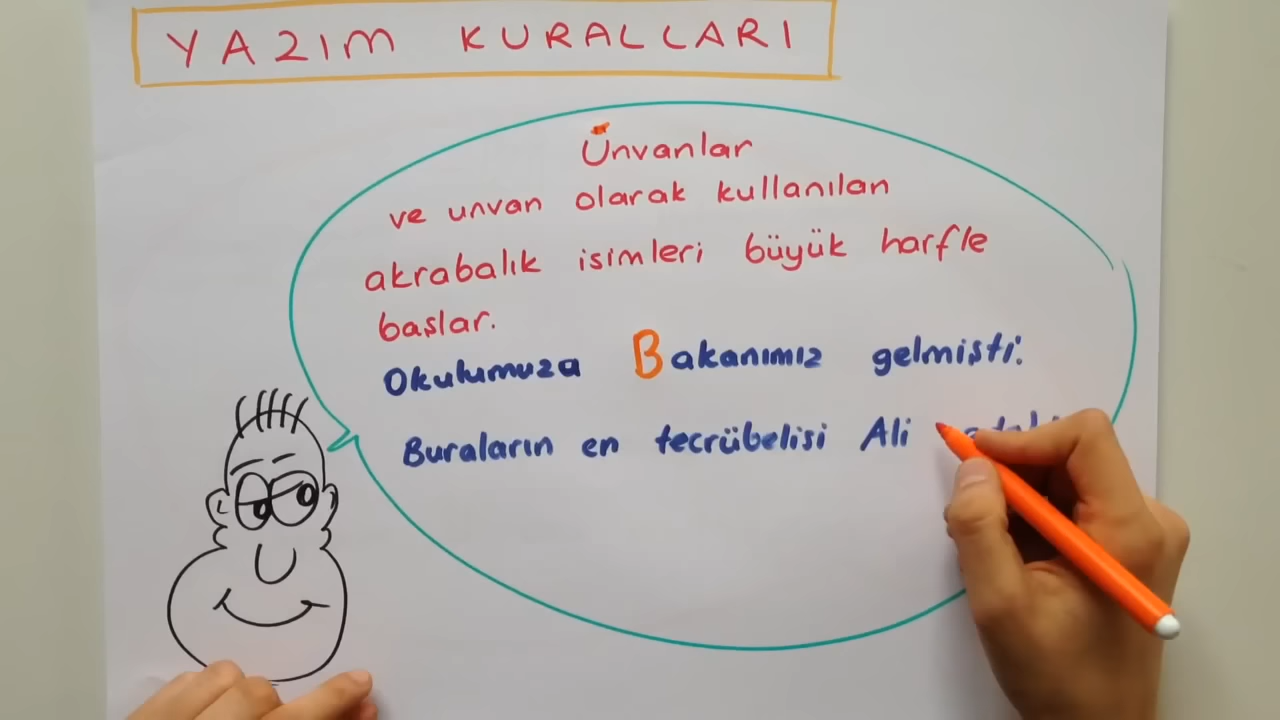 YAZIM KURALLARI
Ünvanlar
ve unvan olarak kullanılan
akrabalık isimleri büyük harfle
başlar.
Okulumuza Bakanımız gelmişti.
Buraların en tecrübelisi Ali